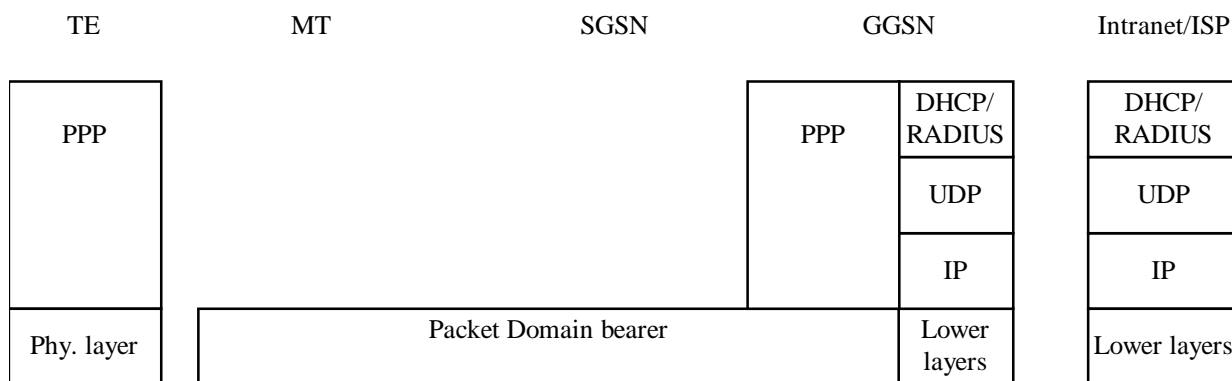 TE MT SGSN GGSN Intranet/ISP
PPP PPP DHCP/ DHCP/
RADIUS RADIUS
UDP UDP
IP IP
Phy. layer Packet Domain bearer Lower Lower layers
layers